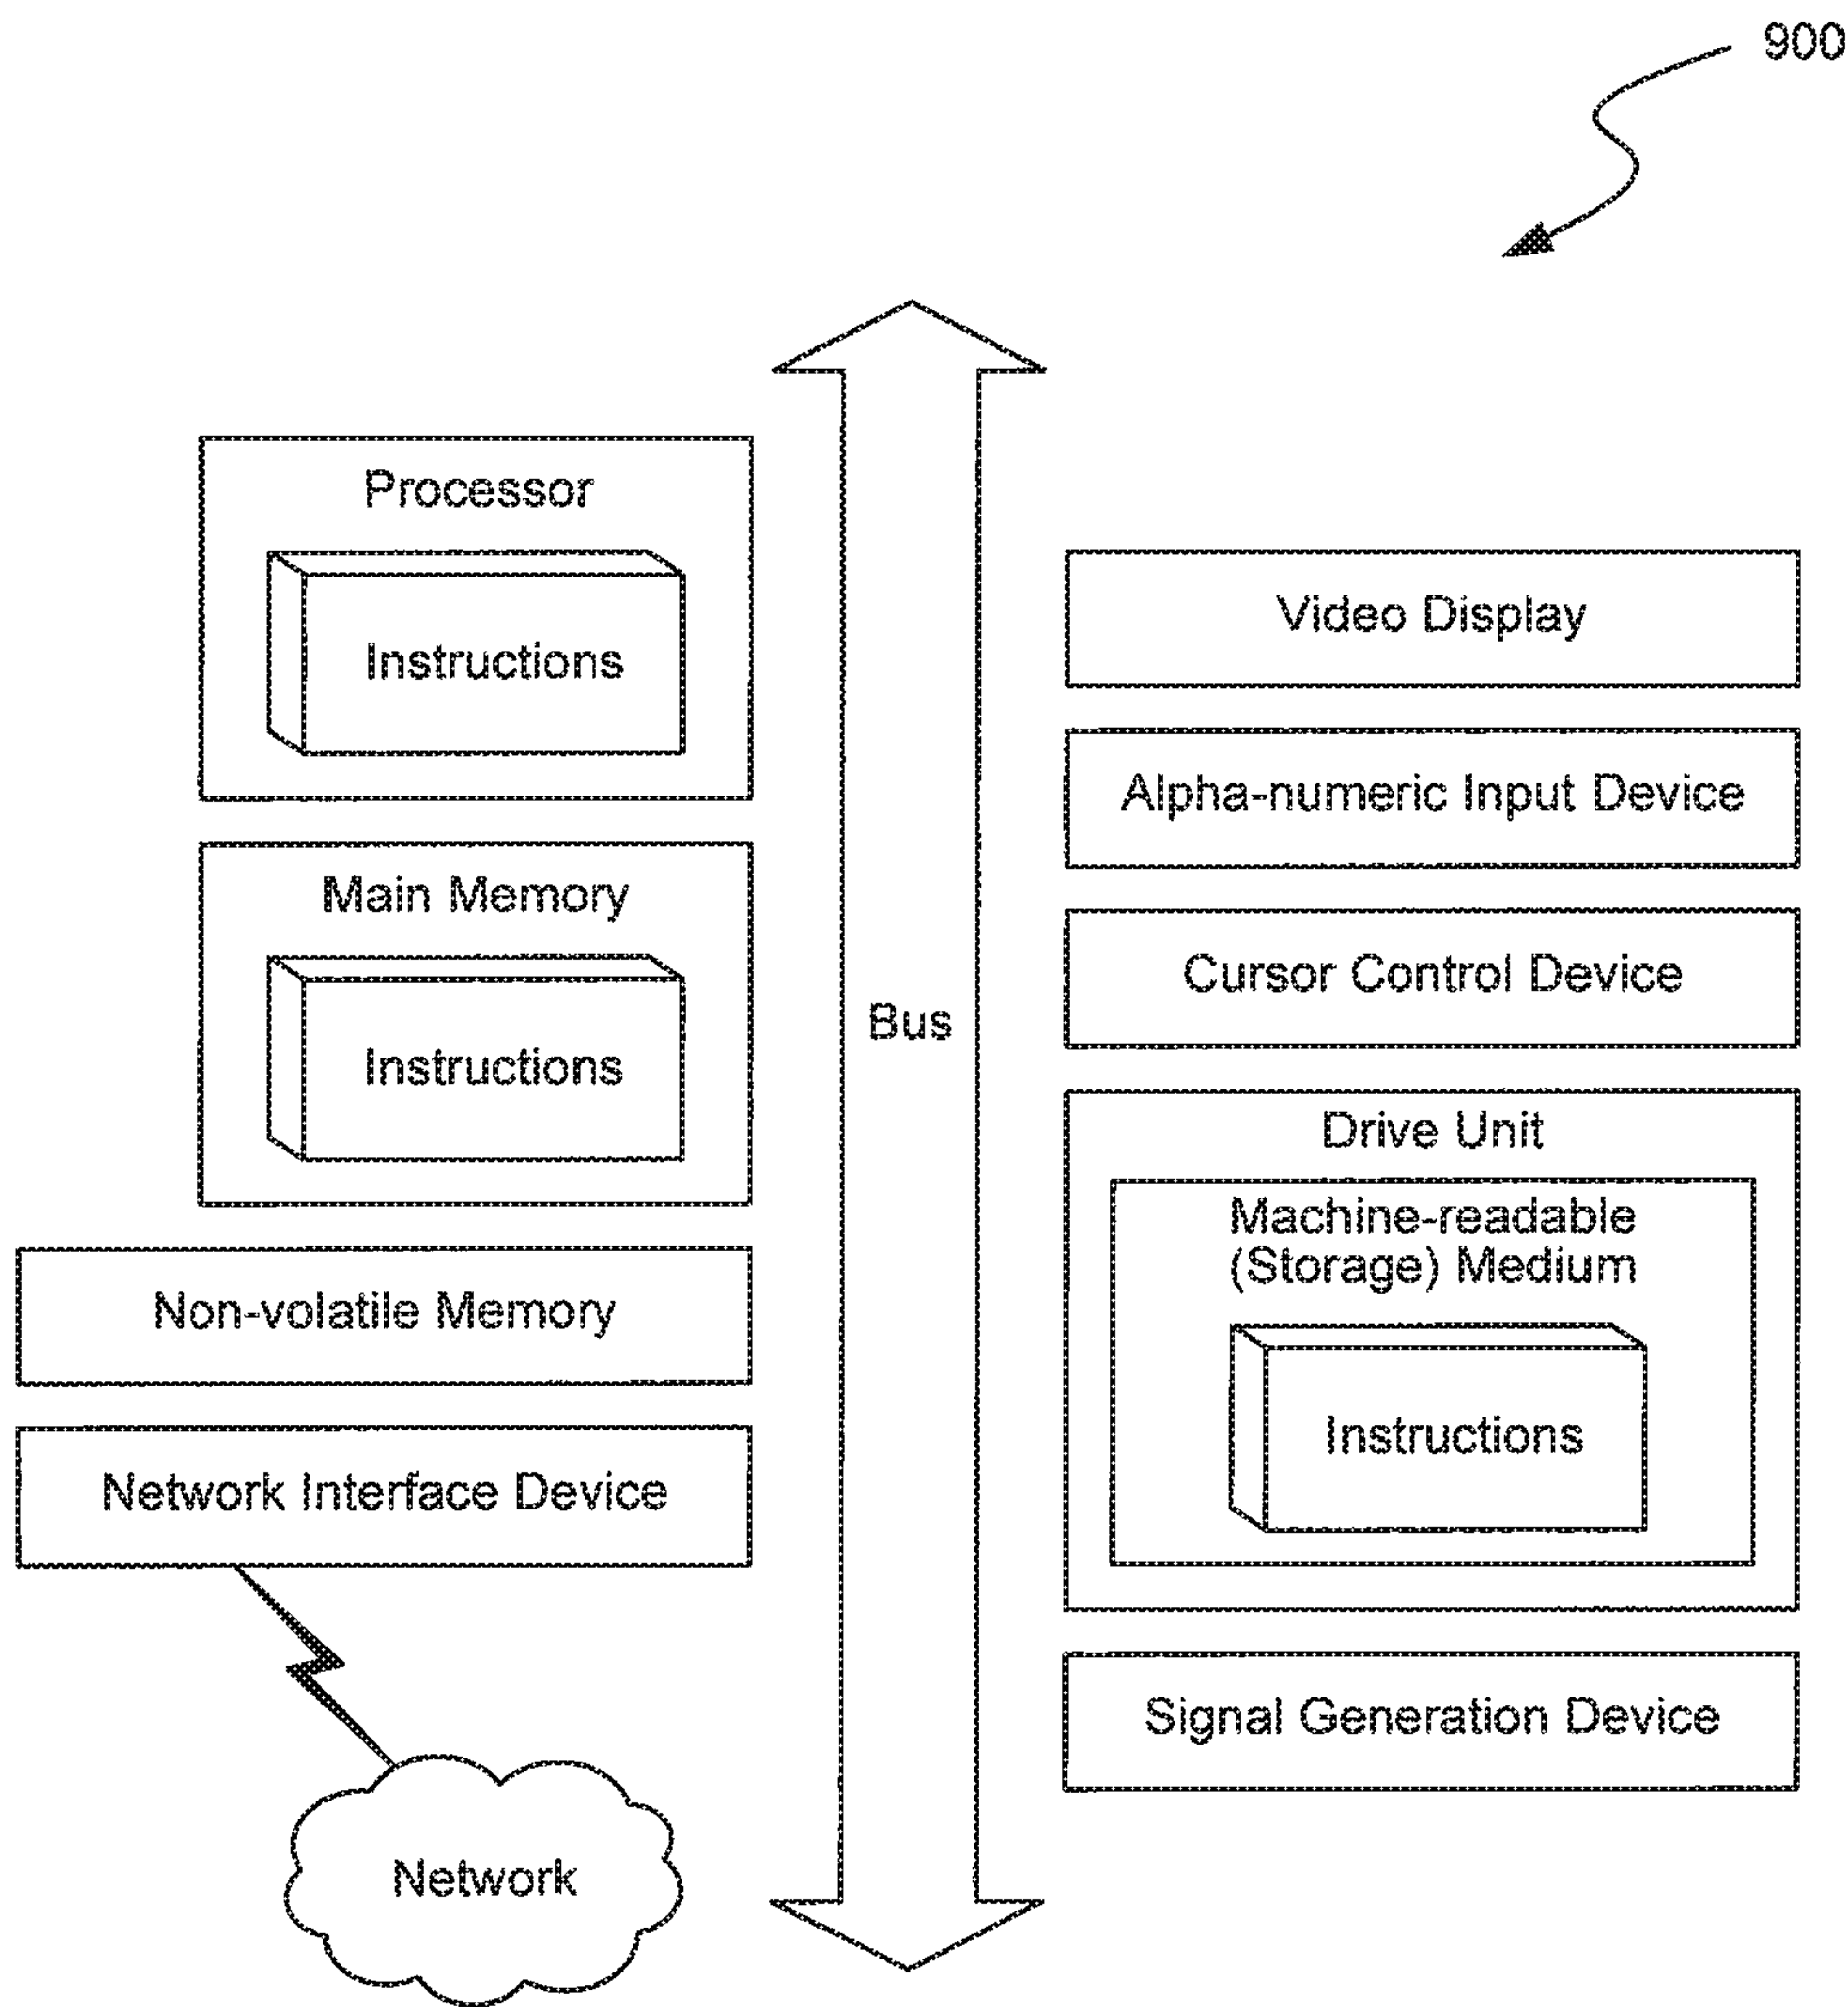 900
Processor
Instructions
Main Memory
Instructions
Non-volatile Memory
Network Interface Device
Network
Bus
Video Display
Alpha-numeric Input Device
Cursor Control Device
Drive Unit
Machine-readable
(Storage) Medium
Instructions
Signal Generation Device